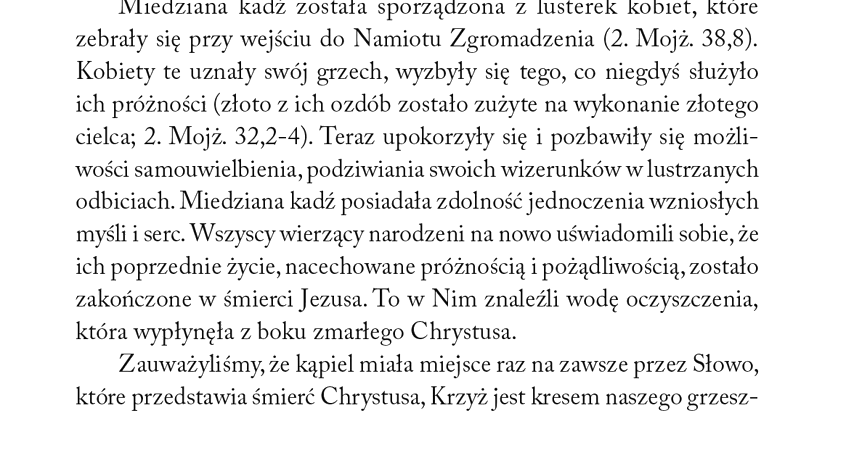 Miedziana kadź została sporządzona z lusterek kobiet, które
zebrały się przy wejściu do Namiotu Zgromadzenia (2. Mojż. 38,8).
Kobiety te uznały swój grzech, wyzbyły się tego, co niegdyś służyło
ich próżności (złoto z ich ozdób zostało zużyte na wykonanie złotego
cielca; 2. Mojż. 32,2-4). Teraz upokorzyły się i pozbawiły się możli-
wości samouwielbienia, podziwiania swoich wizerunków w lustrzanych
odbiciach. Miedziana kadź posiadała zdolność jednoczenia wzniosłych
myśli i serc. Wszyscy wierzący narodzeni na nowo uświadomili sobie, że
ich poprzednie życie, nacechowane próżnością i pożądliwością, zostało
zakończone w śmierci Jezusa. To w Nim znaleźli wodę oczyszczenia,
która wypłynęła z boku zmarłego Chrystusa.
Zauważyliśmy, że kąpiel miała miejsce raz na zawsze przez Słowo,
które przedstawia śmierć Chrystusa, Krzyż jest kresem naszego grzesz-